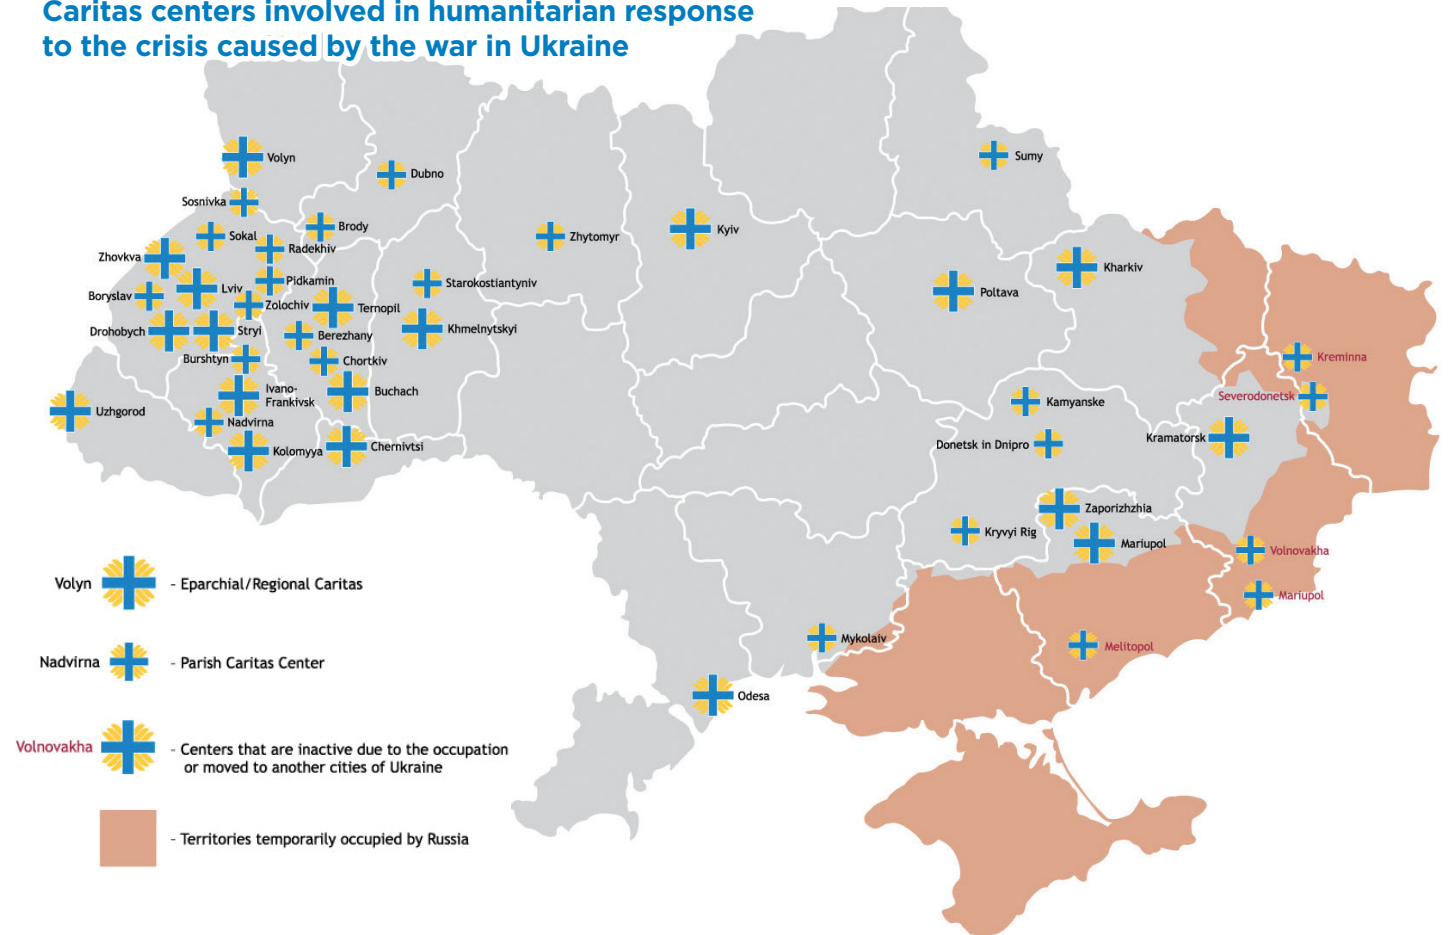 Caritas centers involved in humanitarian response
to the crisis caused by the war in Ukraine
Volyn
Dubno
Sumy
Sosnivka
Brody
Sokal
Radekhiv
Zhytomyr
Kyiv
Zhovkva
Kharkiv
Pidkamin
Starokostiantyniv
Lviv
Boryslav
Poltava
Zolochiv
Ternopil
Drohobych
Stryi
Berezhany
Khmelnytskyi
Burshtyn
Chortkiv
Kreminna
Ivano-
Frankivsk
Buchach
Severodonetsk
Uzhgorod
Kamyanske
Nadvirna
Kramatorsk
Donetsk in Dnipro
Kolomyya
Chernivtsi
Zaporizhzhia
Kryvyi Rig
Mariupol
Volnovakha
Mariupol
Mykolaiv
Melitopol
Odesa
Volyn
- Eparchial/Regional Caritas
Nadvirna
- Parish Caritas Center
Volnovakha
- Centers that are inactive due to the occupation
or moved to another cities of Ukraine
- Territories temporarily occupied by Russia